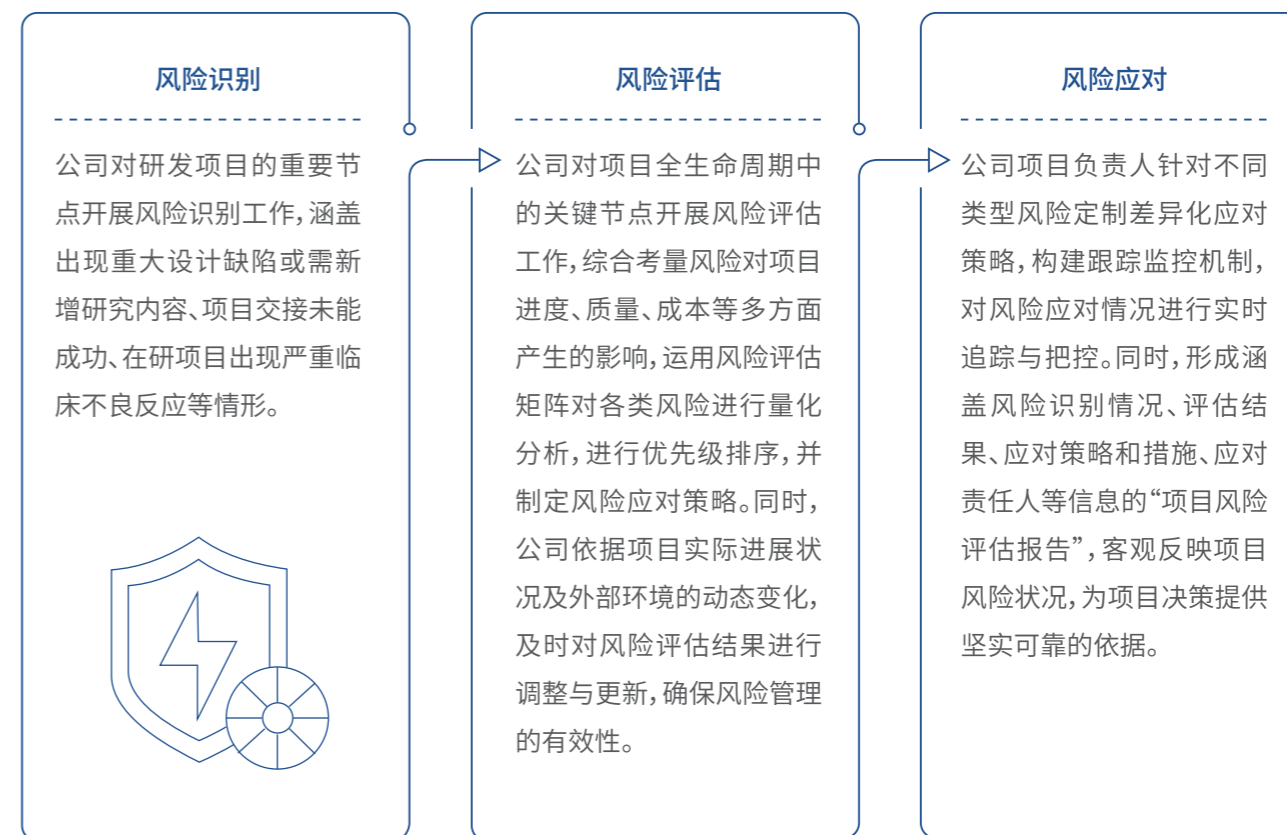 风险识别
公司对研发项目的重要节
点开展风险识别工作，涵盖
出现重大设计缺陷或需新
增研究内容、项目交接未能
成功、在研项目出现严重临
床不良反应等情形。
风险评估
公司对项目全生命周期中
的关键节点开展风险评估
工作，综合考量风险对项目
进度、质量、成本等多方面
产生的影响，运用风险评估
矩阵对各类风险进行量化
分析，进行优先级排序，并
制定风险应对策略。同时，
公司依据项目实际进展状
况及外部环境的动态变化，
及时对风险评估结果进行
调整与更新，确保风险管理
的有效性。
风险应对
公司项目负责人针对不同
类型风险定制差异化应对
策略，构建跟踪监控机制，
对风险应对情况进行实时
追踪与把控。同时，形成涵
盖风险识别情况、评估结
果、应对策略和措施、应对
责任人等信息的“项目风险
评估报告”，客观反映项目
风险状况，为项目决策提供
坚实可靠的依据。